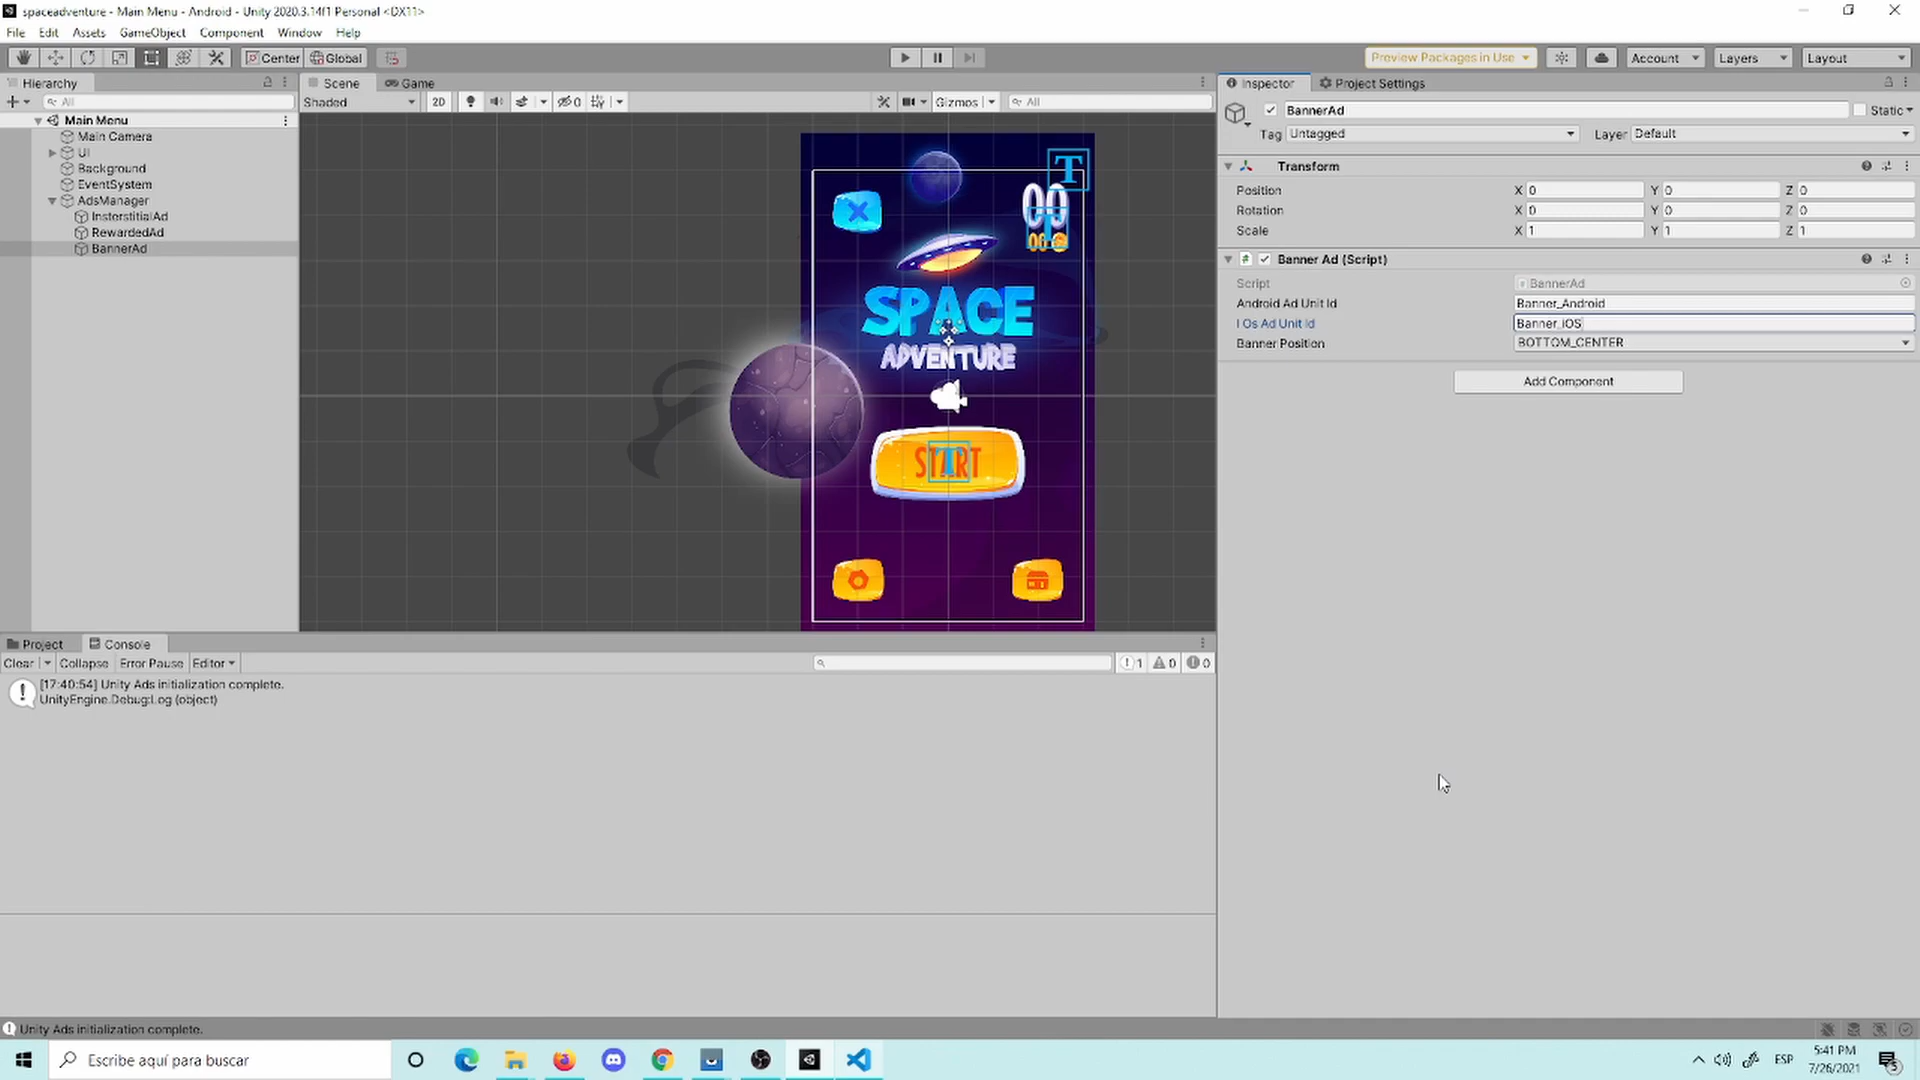 spaceadventure - Main Menu - Android - Unity 2020.3.14f1 Personal <DX11>
File Edit Assets GameObject Component Window Help
Center Global Preview Packages in Use Account Layers Layout
Hierarchy Scene Game Inspector Project Settings
All Shaded 2D 0 Gizmos All BannerAd Static
Main Menu
Tag Untagged Layer Default
Main Camera
UI
Background
EventSystem
AdsManager
InsterstitialAd
RewardedAd
BannerAd
Transform
Position X 0 Y 0 Z 0
Rotation X 0 Y 0 Z 0
Scale X 1 Y 1 Z 1
Banner Ad (Script)
Script BannerAd
Android Ad Unit Id Banner_Android
I Os Ad Unit Id Banner_iOS
Banner Position BOTTOM_CENTER
Add Component
T
00
SPACE
ADVENTURE
START
Project Console
Clear Collapse Error Pause Editor 1 0 0
[17:40:54] Unity Ads initialization complete.
UnityEngine.Debug:Log (object)
Unity Ads initialization complete.
Escribe aquí para buscar
ESP
5:41 PM
7/26/2021